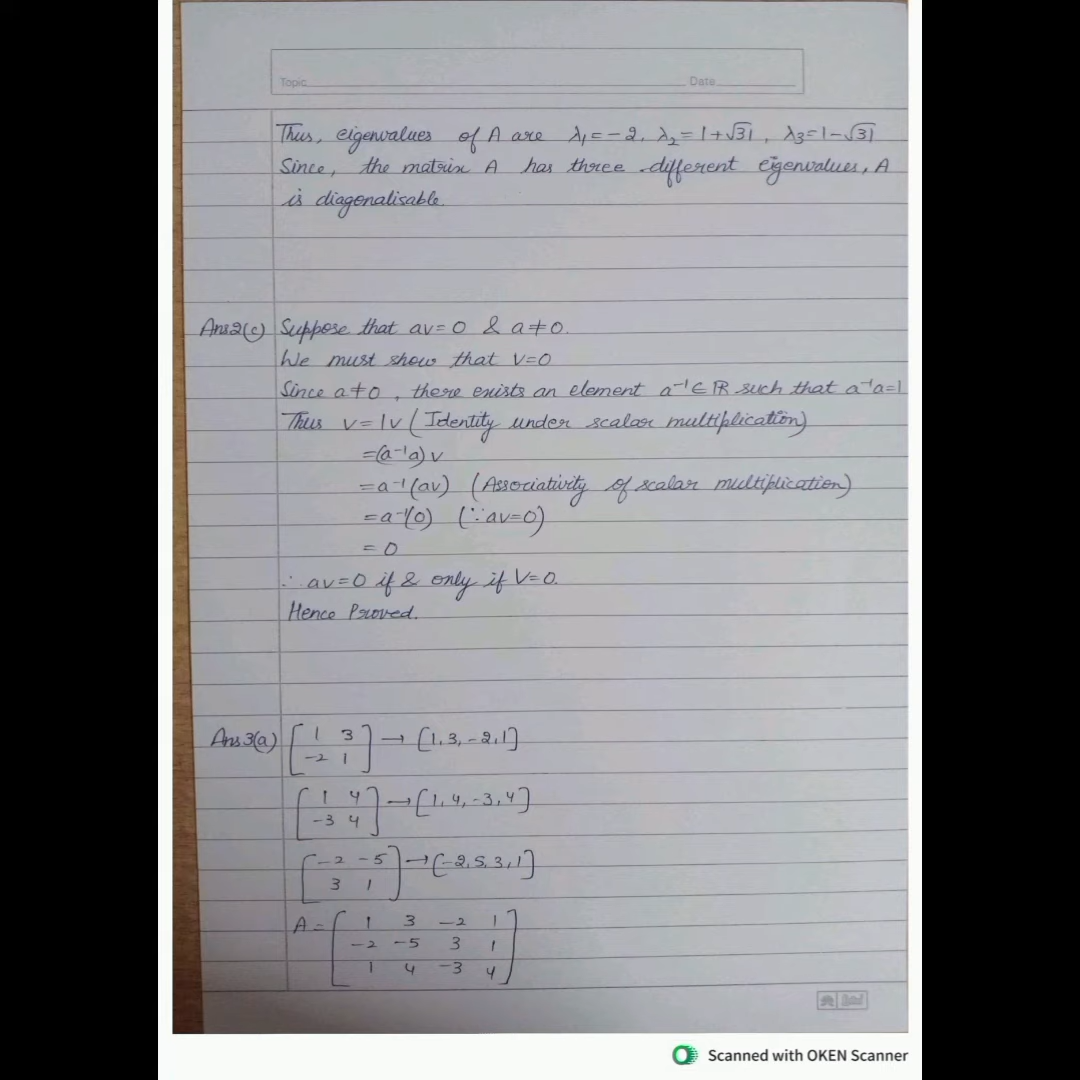 Topic
Date
Thus, eigenvalues of A are λ₁=-2, λ₂=1+√31, λ₃=1-√31
Since, the matrix A has three different eigenvalues, A
is diagonalisable.
Ans2(c) Suppose that av=0 & a≠0.
We must show that V=0
Since a≠0, there exists an element a⁻¹∈ℝ such that a⁻¹a=1
Thus v=1v (Identity under scalar multiplication)
=(a⁻¹a)v
=a⁻¹(av) (Associativity of scalar multiplication)
=a⁻¹(0) (∵av=0)
= 0
∴ av=0 if & only if V=0.
Hence Proved.
Ans3(a) [1 3
-2 1] → [1,3,-2,1]
[1 4
-3 4] → [1,4,-3,4]
[-2 -5
3 1] → [-2,5,3,1]
A = [1 3 -2 1
-2 -5 3 1
1 4 -3 4]
Scanned with OKEN Scanner